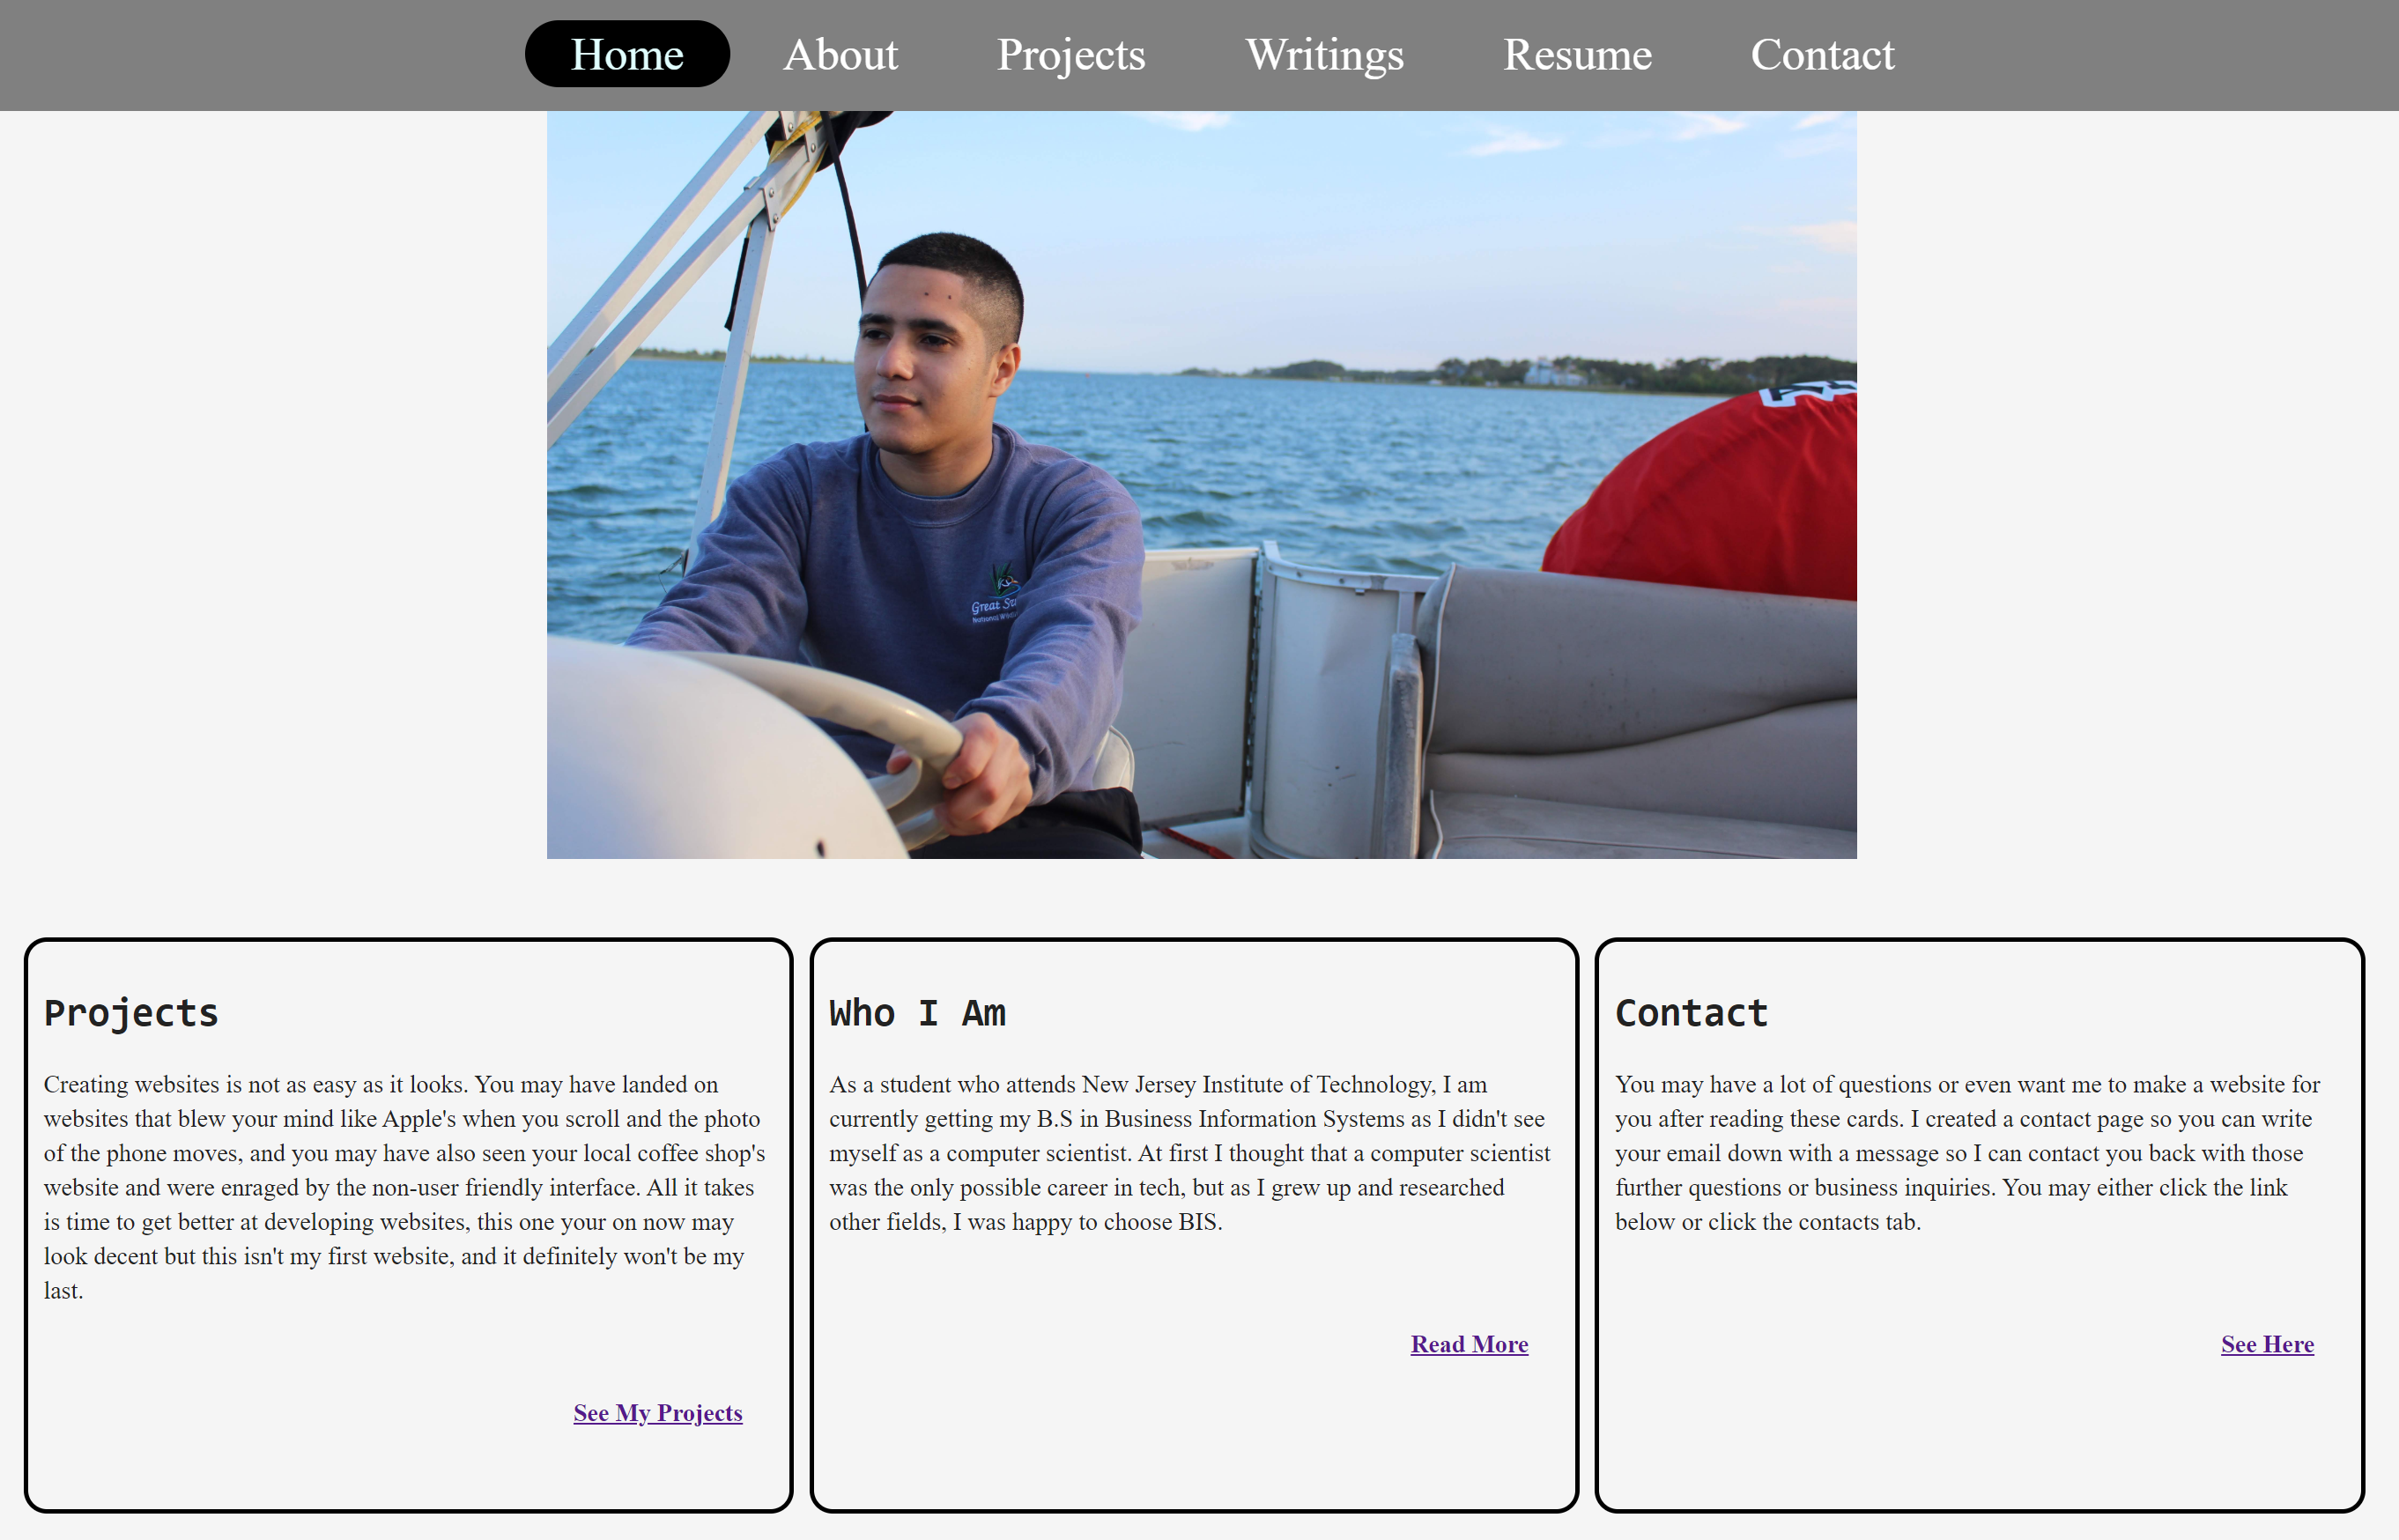 Home About Projects Writings Resume Contact
Great
National
Projects
Creating websites is not as easy as it looks. You may have landed on
websites that blew your mind like Apple's when you scroll and the photo
of the phone moves, and you may have also seen your local coffee shop's
website and were enraged by the non-user friendly interface. All it takes
is time to get better at developing websites, this one your on now may
look decent but this isn't my first website, and it definitely won't be my
last.
See My Projects
Who I Am
As a student who attends New Jersey Institute of Technology, I am
currently getting my B.S in Business Information Systems as I didn't see
myself as a computer scientist. At first I thought that a computer scientist
was the only possible career in tech, but as I grew up and researched
other fields, I was happy to choose BIS.
Read More
Contact
You may have a lot of questions or even want me to make a website for
you after reading these cards. I created a contact page so you can write
your email down with a message so I can contact you back with those
further questions or business inquiries. You may either click the link
below or click the contacts tab.
See Here